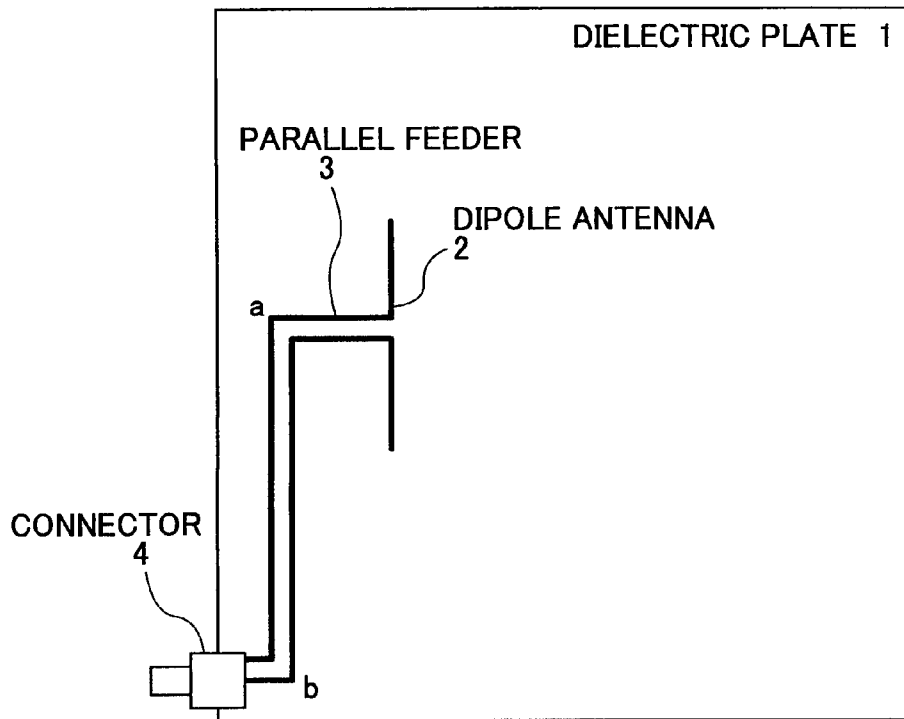 DIELECTRIC PLATE 1
PARALLEL FEEDER
3
DIPOLE ANTENNA
2
a
CONNECTOR
4
b